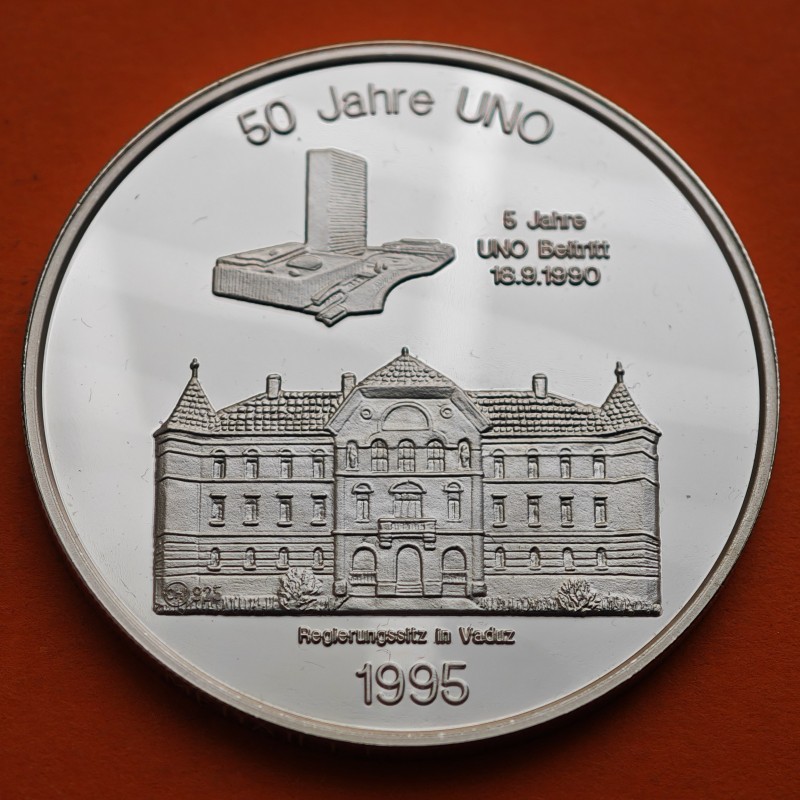 50 Jahre UNO
5 Jahre
UNO Beitritt
18.9.1990
925
Regierungssitz in Vaduz
1995